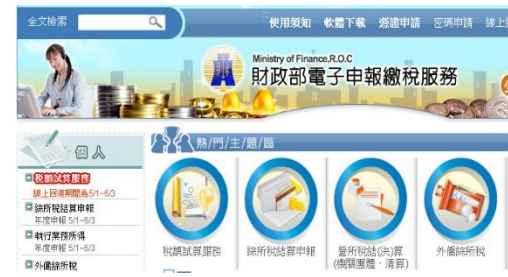 全文檢索
使用須知 軟體下載 憑證申請 密碼申請 線上
Ministry of Finance,R.O.C
財政部電子申報繳稅服務
個人
熱/門/主/題/區
稅額試算服務
線上回復期間為5/1~6/3
綜所稅結算申報
年度申報 5/1~6/3
執行業務所得
年度申報 5/1~6/3
外僑綜所稅
稅額試算服務
綜所稅結算申報
營所稅結(決)算
(機關團體、清算)
外僑綜所稅